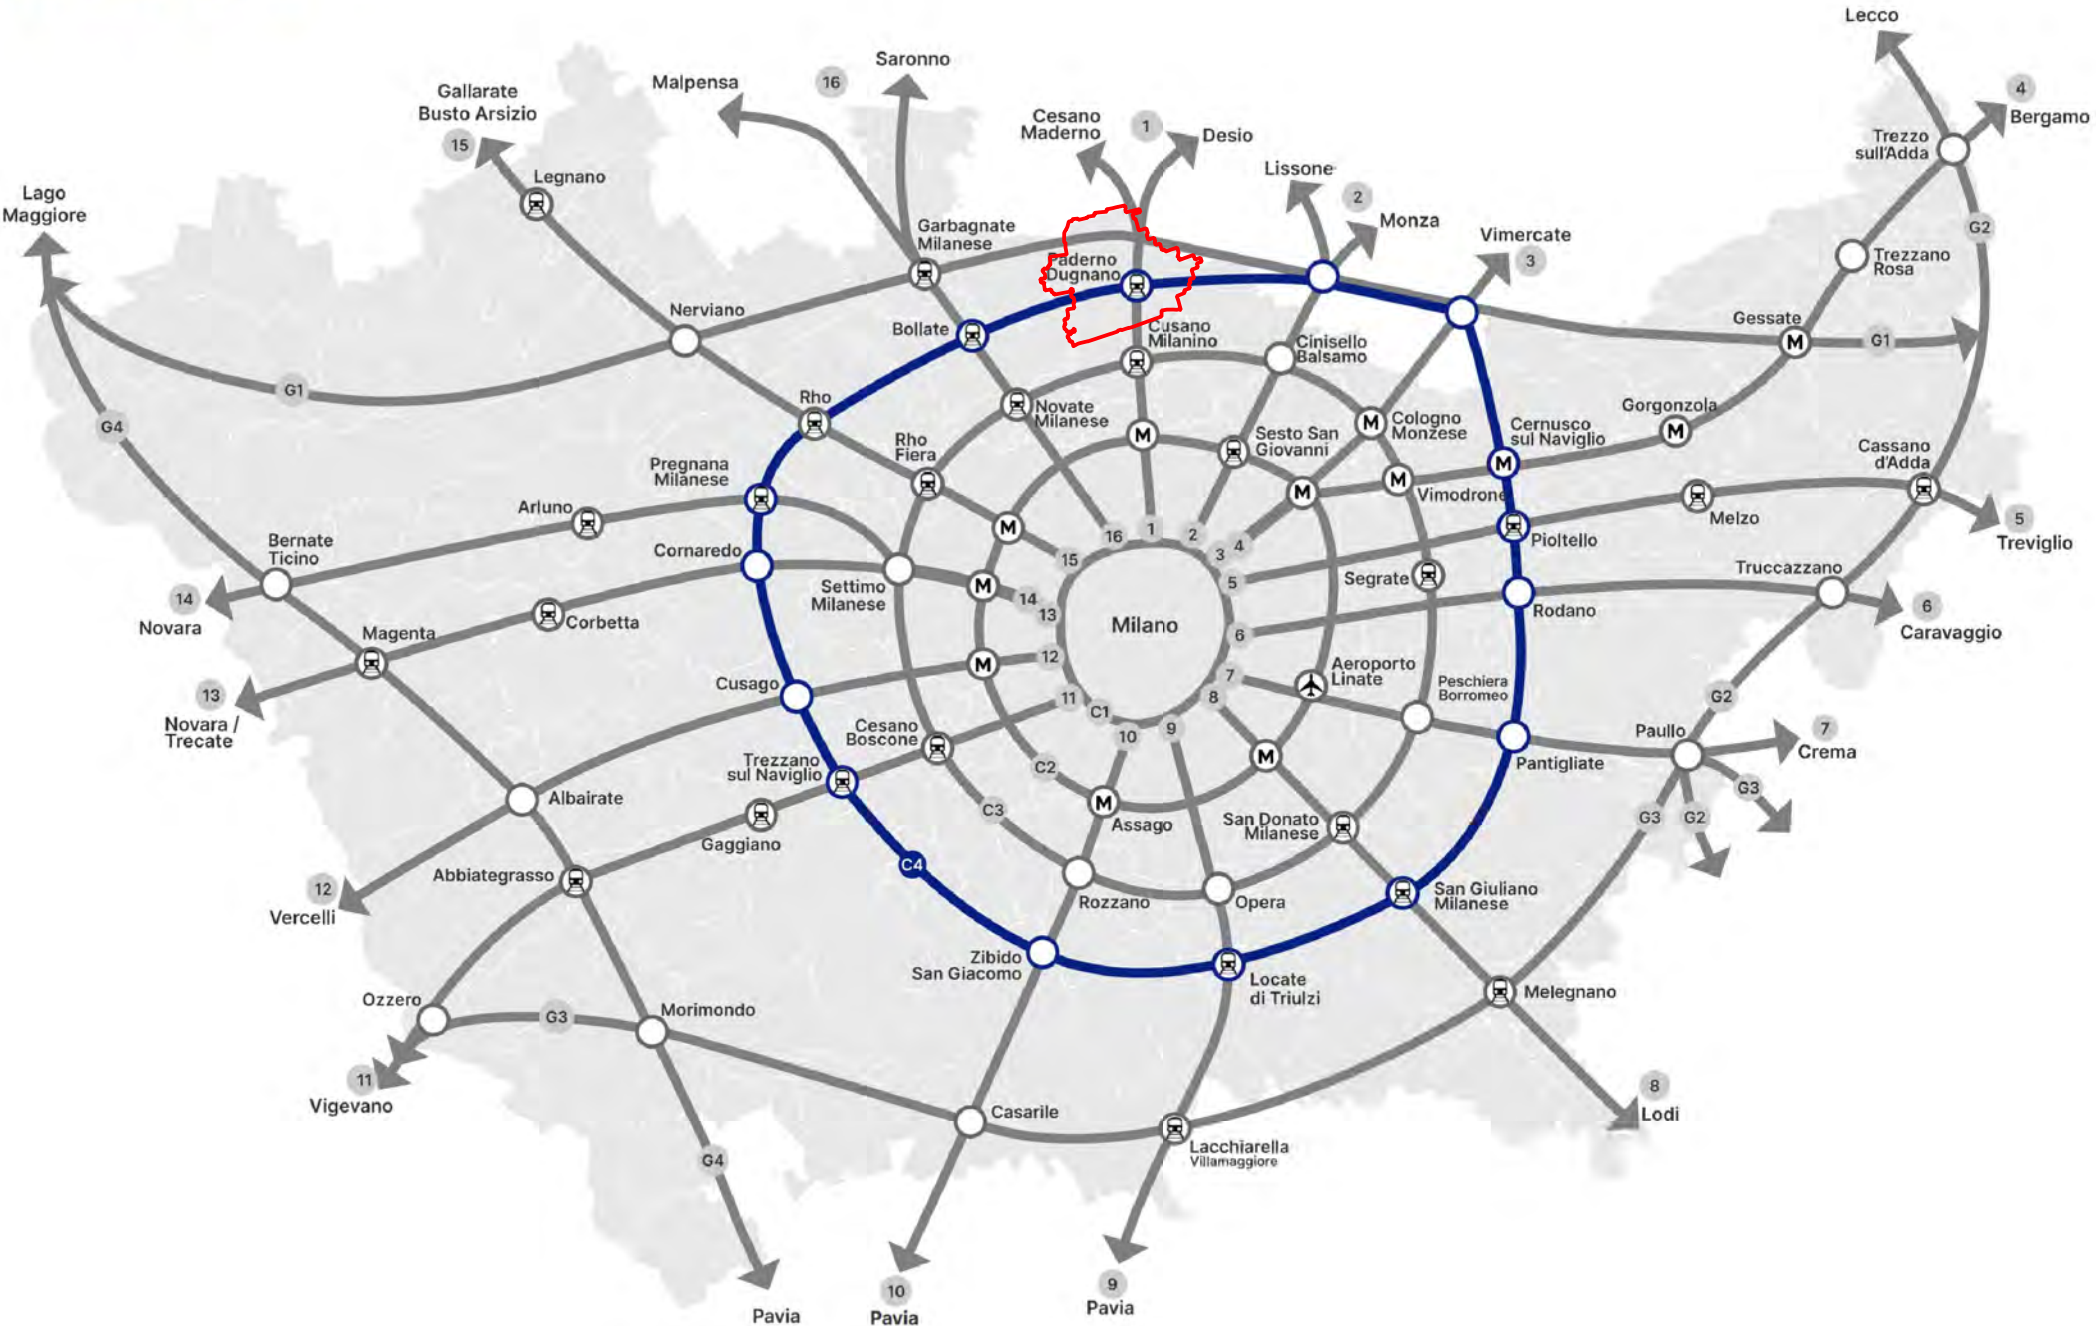 Lecco
4
Bergamo
Saronno
16
Malpensa
Gallarate
Busto Arsizio
15
Cesano
Maderno
1
Desio
Trezzo
sull'Adda
Lissone
2
Monza
Legnano
Lago
Maggiore
Garbagnate
Milanese
Vimercate
3
G2
Trezzano
Rosa
Paderno
Dugnano
Nerviano
Bollate
Cusano
Milanino
Cinisello
Balsamo
Gessate
M
G1
G1
Rho
Novate
Milanese
G4
Rho
Fiera
M
Sesto San
Giovanni
M
Cologno
Monzese
Cernusco
sul Naviglio
M
Gorgonzola
M
Cassano
d'Adda
Pregnana
Milanese
M
M
Vimodrone
Arluno
Melzo
5
Treviglio
M
16
1
2
3
4
Pioltello
Bernate
Ticino
Cornaredo
15
5
Settimo
Milanese
M
14
13
Segrate
Truccazzano
14
Novara
Corbetta
Rodano
6
Caravaggio
Magenta
Milano
6
M
12
13
Novara /
Trecate
Cusago
11
C1
7
8
Aeroporto
Linate
Peschiera
Borromeo
G2
Cesano
Boscone
10
9
Paullo
7
Crema
Trezzano
sul Naviglio
C2
M
Pantigliate
G3
Albairate
C3
M
Assago
San Donato
Milanese
G3
G2
Gaggiano
C4
Abbiategrasso
12
Vercelli
Rozzano
Opera
San Giuliano
Milanese
Zibido
San Giacomo
Locate
di Triulzi
Melegnano
Ozzero
G3
Morimondo
11
Vigevano
8
Lodi
Casarile
Lacchiarella
Villamaggiore
G4
10
Pavia
9
Pavia
Pavia